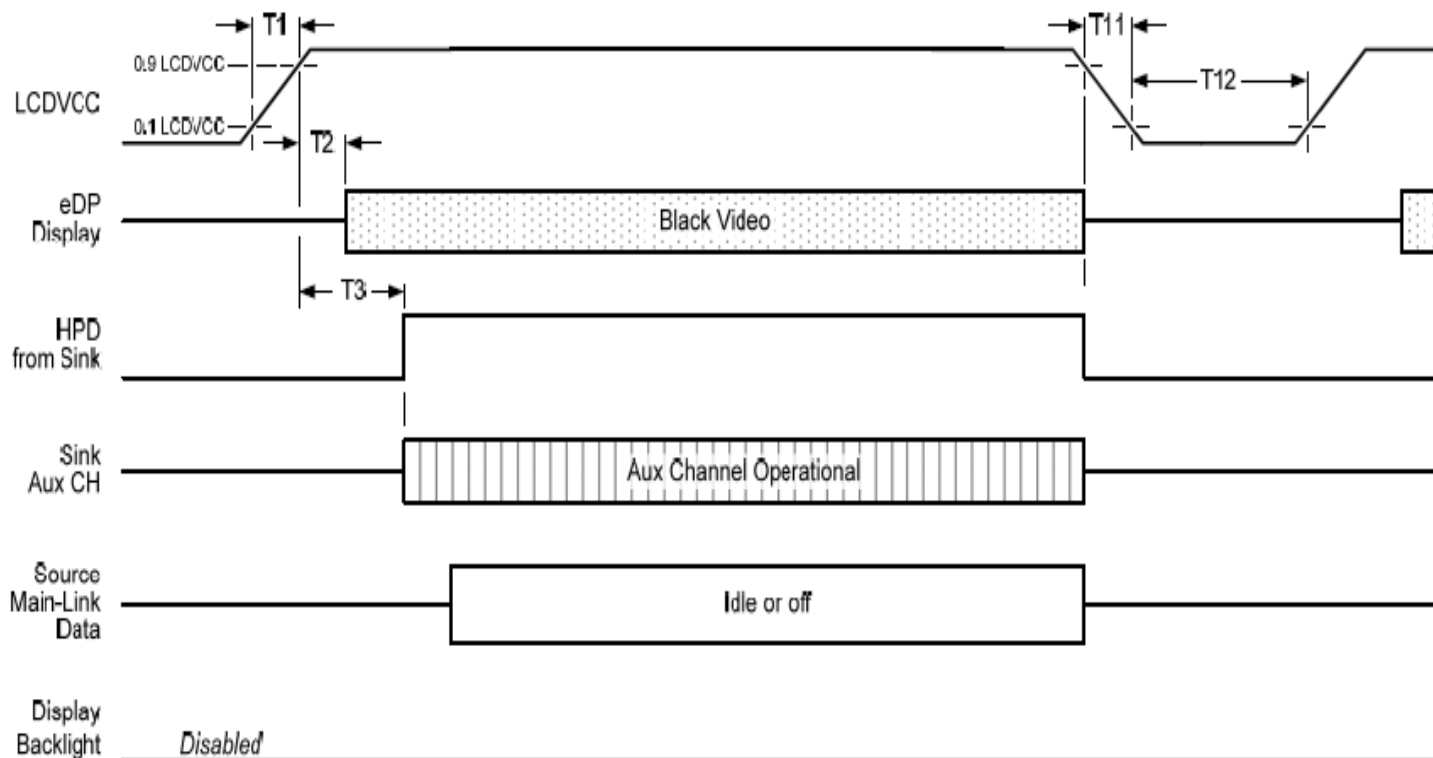 T1
T11
0.9 LCDVCC
LCDVCC
T12
0.1 LCDVCC
T2
eDP
Display
Black Video
T3
HPD
from Sink
Sink
Aux CH
Aux Channel Operational
Source
Main-Link
Data
Idle or off
Display
Backlight
Disabled